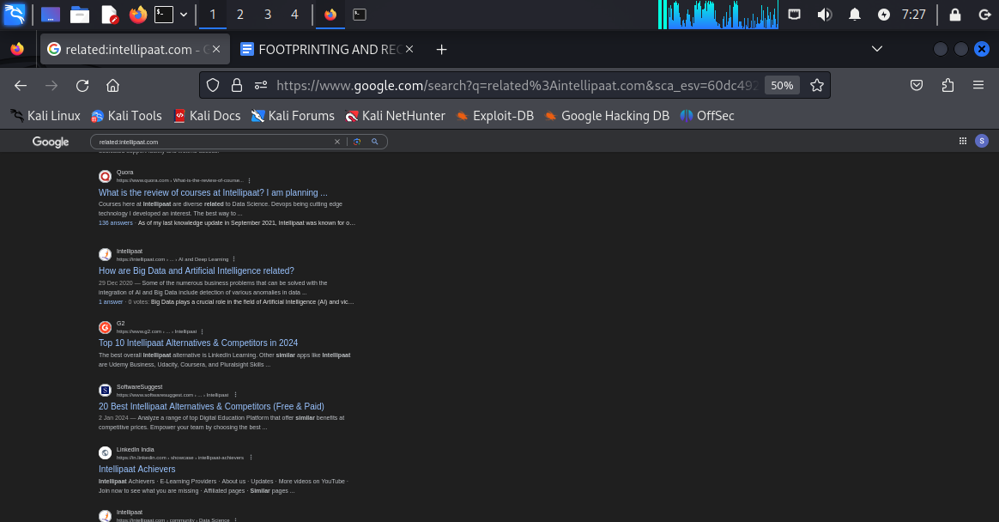 1 2 3 4
7:27
related:intellipaat.com - G
FOOTPRINTING AND REC
https://www.google.com/search?q=related%3Aintellipaat.com&sca_esv=60dc492
50%
Kali Linux Kali Tools Kali Docs Kali Forums Kali NetHunter Exploit-DB Google Hacking DB OffSec
Google
related:intellipaat.com
S
Quora
https://www.quora.com › What-is-the-review-of-course...
What is the review of courses at Intellipaat? I am planning ...
Courses here at Intellipaat are diverse related to Data Science. Devops being cutting edge
technology I developed an interest. The best way to ...
136 answers · As of my last knowledge update in September 2021, Intellipaat was known for o...
Intellipaat
https://intellipaat.com › ... › AI and Deep Learning
How are Big Data and Artificial Intelligence related?
29 Dec 2020 — Some of the numerous business problems that can be solved with the
integration of AI and Big Data include detection of various anomalies in data ...
1 answer · 0 votes: Big Data plays a crucial role in the field of Artificial Intelligence (AI) and vic...
G2
https://www.g2.com › ... › Intellipaat
Top 10 Intellipaat Alternatives & Competitors in 2024
The best overall Intellipaat alternative is LinkedIn Learning. Other similar apps like Intellipaat
are Udemy Business, Udacity, Coursera, and Pluralsight Skills ...
SoftwareSuggest
https://www.softwaresuggest.com › ... › Intellipaat
20 Best Intellipaat Alternatives & Competitors (Free & Paid)
2 Jan 2024 — Analyze a range of top Digital Education Platform that offer similar benefits at
competitive prices. Empower your team by choosing the best ...
LinkedIn India
https://in.linkedin.com › showcase › intellipaat-achievers
Intellipaat Achievers
Intellipaat Achievers · E-Learning Providers · About us · Updates · More videos on YouTube ·
Join now to see what you are missing · Affiliated pages · Similar pages ...
Intellipaat
https://intellipaat.com › community › Data Science